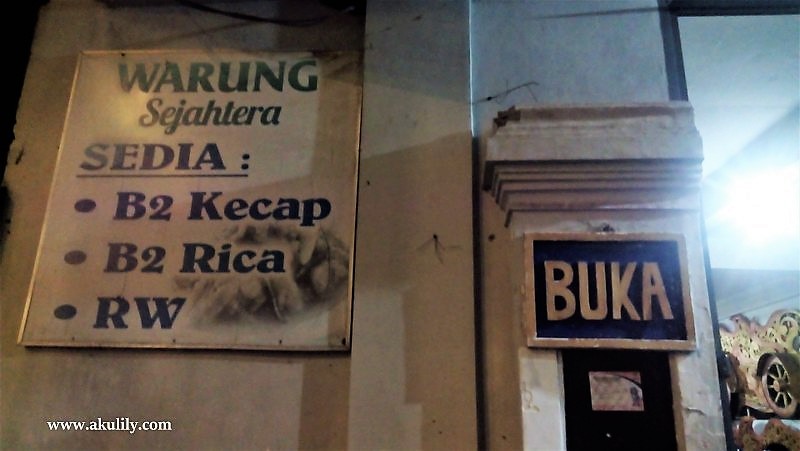 WARUNG
Sejahtera
SEDIA :
• B2 Kecap
• B2 Rica
• RW
BUKA
www.akulily.com